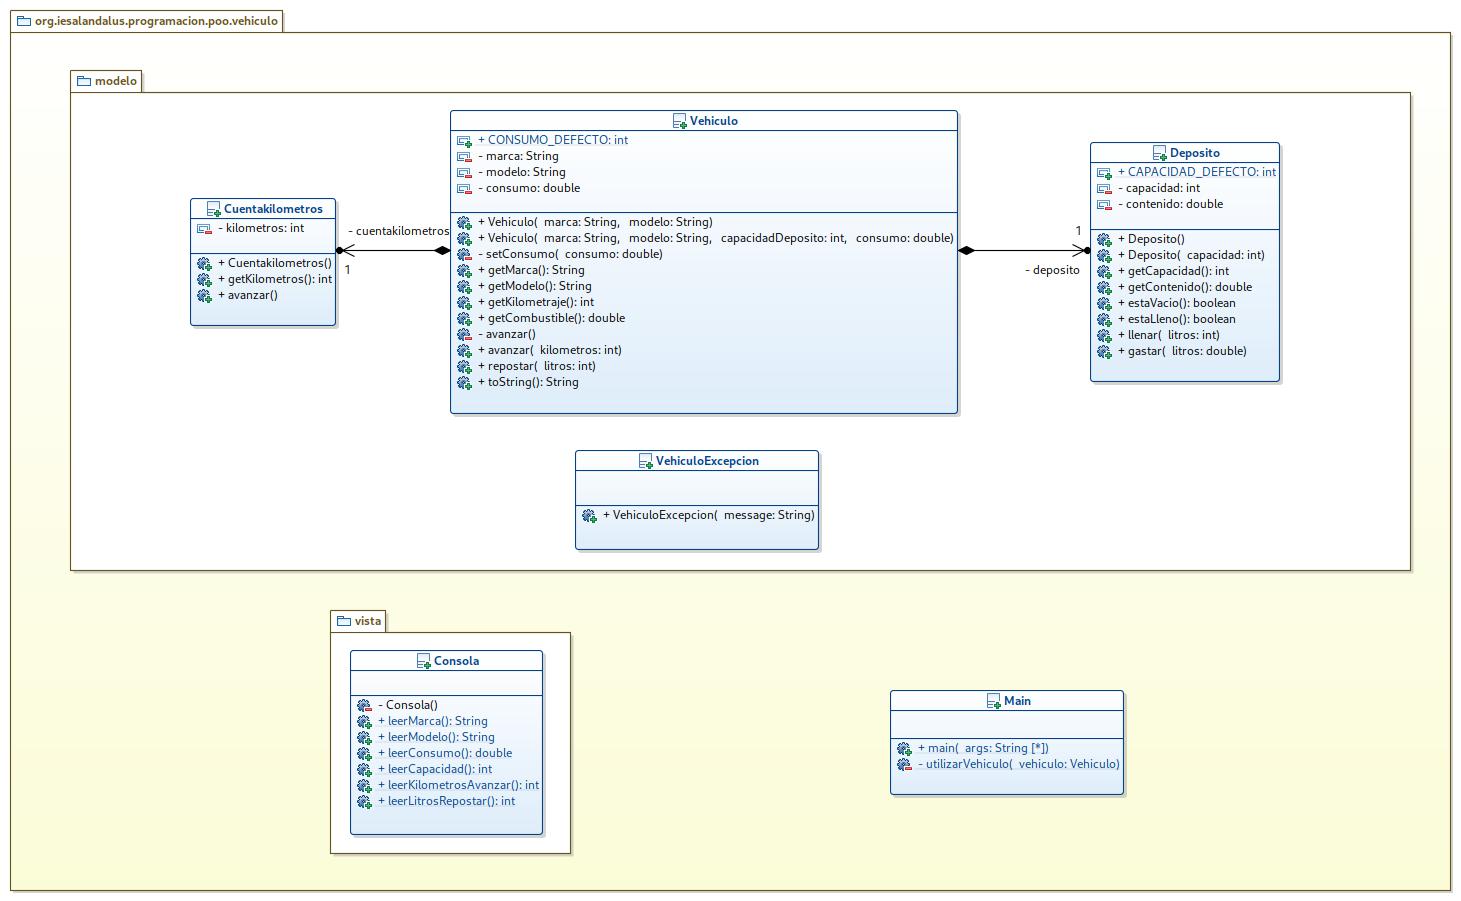 org.iesalandalus.programacion.poo.vehiculo
modelo
Vehiculo
+ CONSUMO_DEFECTO: int
- marca: String
- modelo: String
- consumo: double
+ Vehiculo(  marca: String,   modelo: String)
+ Vehiculo(  marca: String,   modelo: String,   capacidadDeposito: int,   consumo: double)
- setConsumo(  consumo: double)
+ getMarca(): String
+ getModelo(): String
+ getKilometraje(): int
+ getCombustible(): double
- avanzar()
+ avanzar(  kilometros: int)
+ repostar(  litros: int)
+ toString(): String
Cuentakilometros
- kilometros: int
+ Cuentakilometros()
+ getKilometros(): int
+ avanzar()
- cuentakilometros
1
1
- deposito
Deposito
+ CAPACIDAD_DEFECTO: int
- capacidad: int
- contenido: double
+ Deposito()
+ Deposito(  capacidad: int)
+ getCapacidad(): int
+ getContenido(): double
+ estaVacio(): boolean
+ estaLleno(): boolean
+ llenar(  litros: int)
+ gastar(  litros: double)
VehiculoExcepcion
+ VehiculoExcepcion(  message: String)
vista
Consola
- Consola()
+ leerMarca(): String
+ leerModelo(): String
+ leerConsumo(): double
+ leerCapacidad(): int
+ leerKilometrosAvanzar(): int
+ leerLitrosRepostar(): int
Main
+ main(  args: String [*])
- utilizarVehiculo(  vehiculo: Vehiculo)